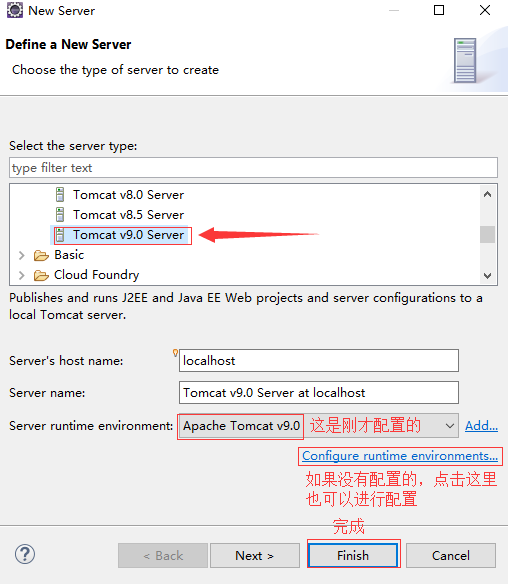 New Server
Define a New Server
Choose the type of server to create
Select the server type:
type filter text
Tomcat v8.0 Server
Tomcat v8.5 Server
Tomcat v9.0 Server
Basic
Cloud Foundry
Publishes and runs J2EE and Java EE Web projects and server configurations to a
local Tomcat server.
Server's host name: localhost
Server name: Tomcat v9.0 Server at localhost
Server runtime environment: Apache Tomcat v9.0 这是刚才配置的 Add...
Configure runtime environments...
如果没有配置的，点击这里
也可以进行配置
完成
? < Back Next > Finish Cancel